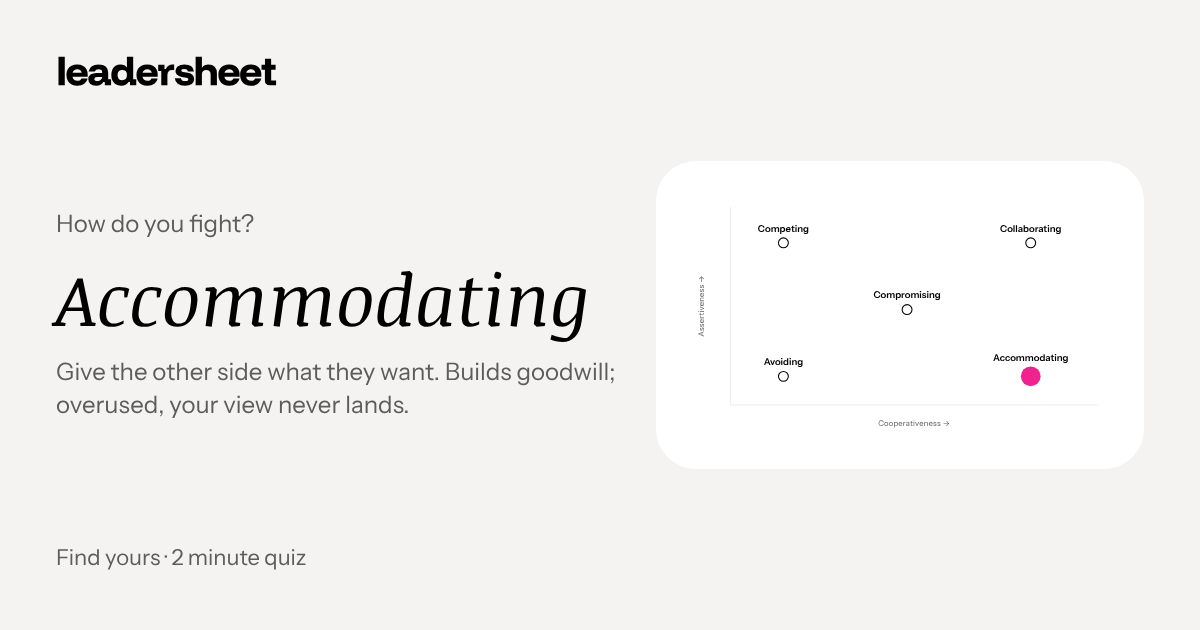 leadersheet
How do you fight?
Accommodating
Give the other side what they want. Builds goodwill;
overused, your view never lands.
Find yours · 2 minute quiz
Competing
Collaborating
Compromising
Avoiding
Accommodating
Assertiveness →
Cooperativeness →